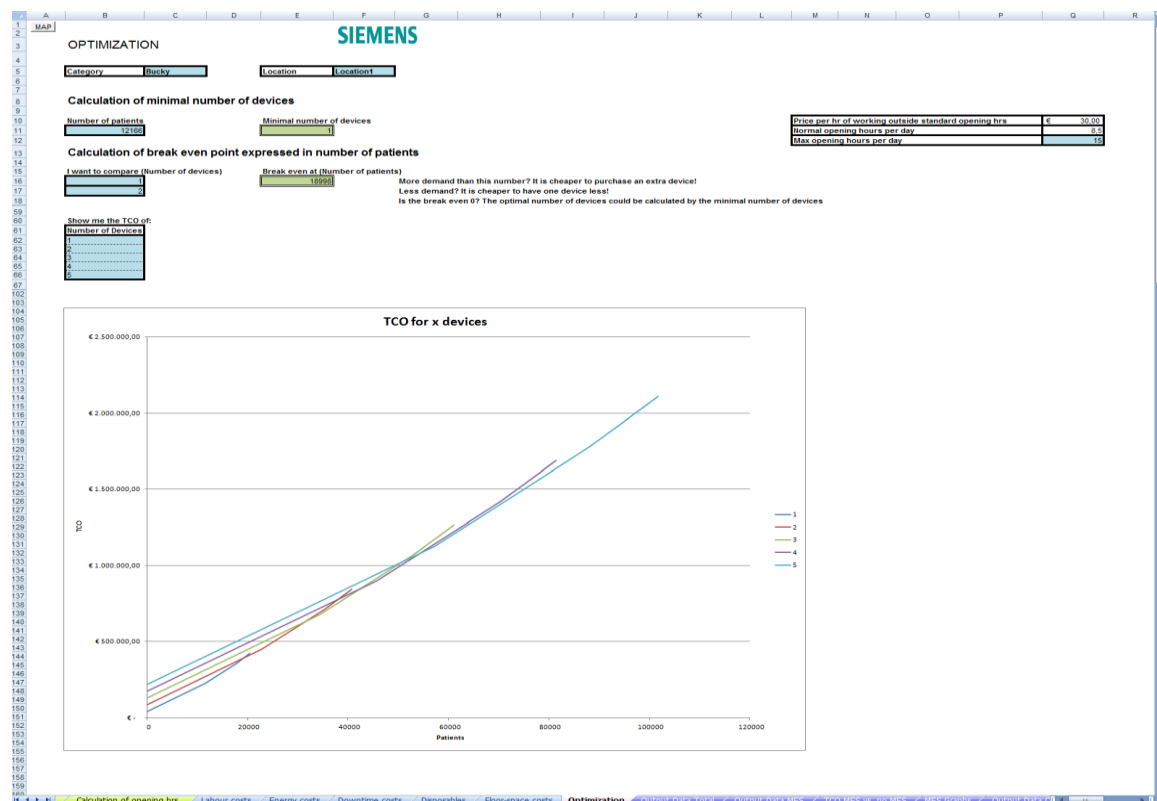 A B C D E F G H I J K L M N O P Q R
MAP
SIEMENS
OPTIMIZATION
Category Bucky Location Location1
Calculation of minimal number of devices
Number of patients Minimal number of devices
12166 1
Price per hr of working outside standard opening hrs € 30,00
Normal opening hours per day 8,5
Max opening hours per day 15
Calculation of break even point expressed in number of patients
I want to compare (Number of devices) Break even at (Number of patients)
1 18998
2
More demand than this number? It is cheaper to purchase an extra device!
Less demand? It is cheaper to have one device less!
Is the break even 0? The optimal number of devices could be calculated by the minimal number of devices
Show me the TCO of:
Number of Devices
1
2
3
4
5
TCO for x devices
€ 2.500.000,00
€ 2.000.000,00
€ 1.500.000,00
€ 1.000.000,00
€ 500.000,00
€ -
TCO
0 20000 40000 60000 80000 100000 120000
Patients
1
2
3
4
5
Calculation of opening hrs Labour costs Energy costs Downtime costs Disposables Floor-space costs Optimization